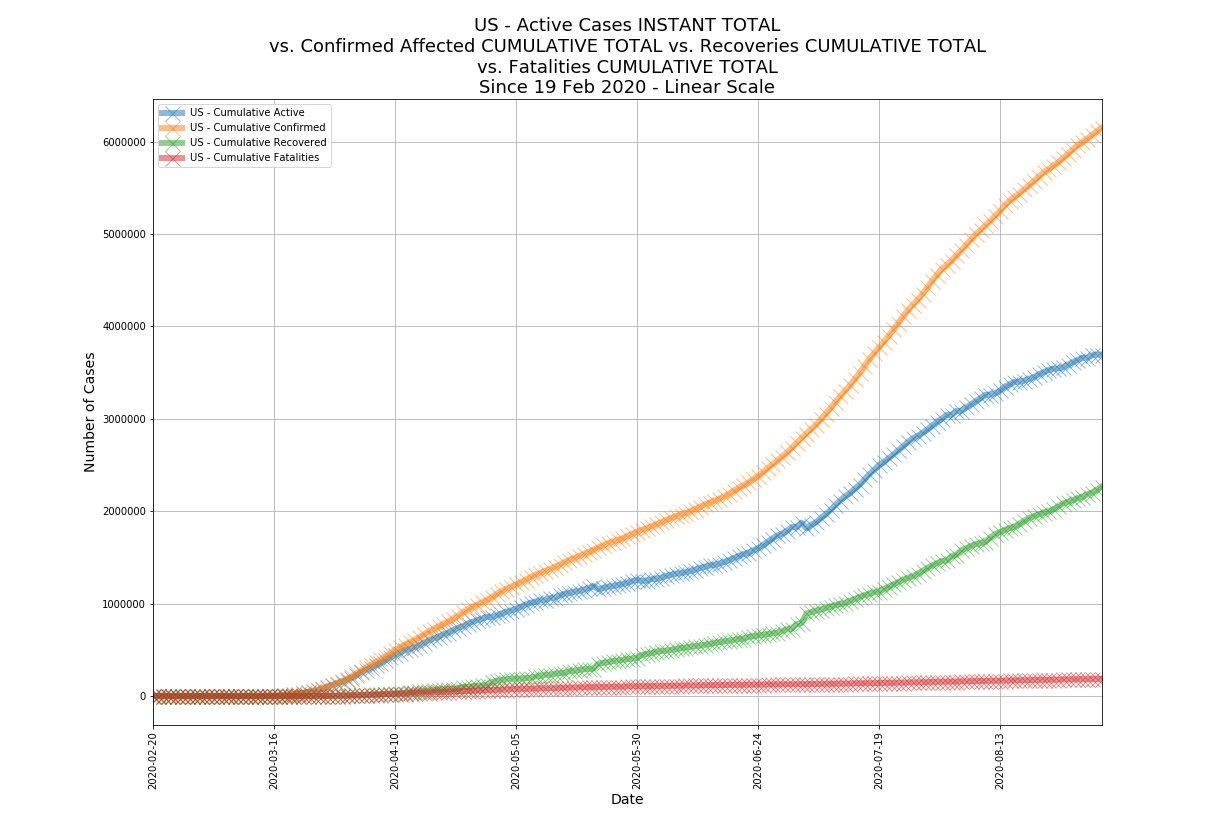 US - Active Cases INSTANT TOTAL
vs. Confirmed Affected CUMULATIVE TOTAL vs. Recoveries CUMULATIVE TOTAL
vs. Fatalities CUMULATIVE TOTAL
Since 19 Feb 2020 - Linear Scale
US - Cumulative Active
US - Cumulative Confirmed
US - Cumulative Recovered
US - Cumulative Fatalities
6000000
5000000
4000000
3000000
2000000
1000000
0
Number of Cases
2020-02-20
2020-03-16
2020-04-10
2020-05-05
2020-05-30
2020-06-24
2020-07-19
2020-08-13
Date